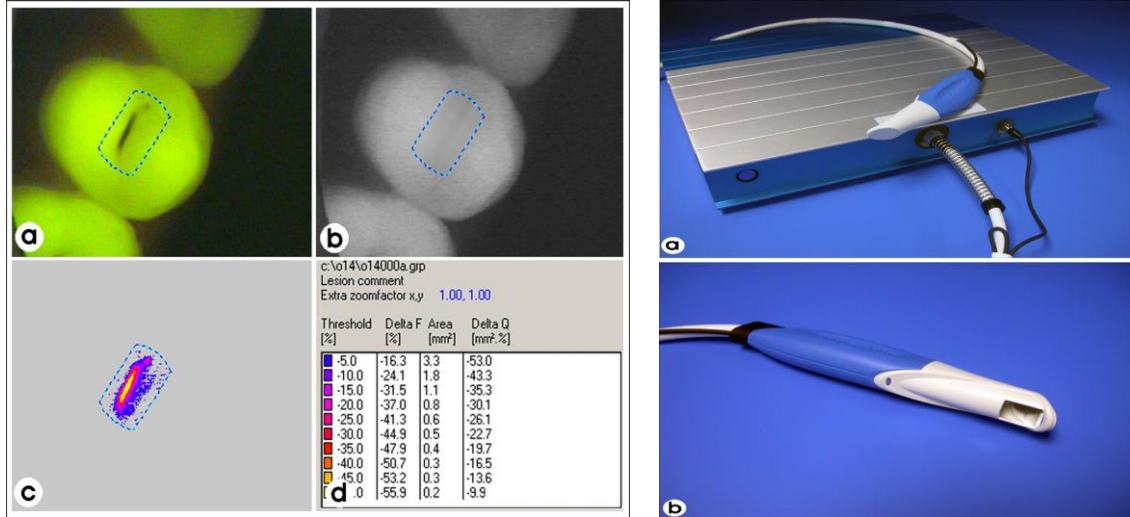 a
b
c:\o14\o14000a.grp
Lesion comment
Extra zoomfactor x,y 1.00, 1.00
Threshold Delta F Area Delta Q
[%] [%] [mm²] [mm².%]
-5.0 -16.3 3.3 -53.0
-10.0 -24.1 1.8 -43.3
-15.0 -31.5 1.1 -35.3
-20.0 -37.0 0.8 -30.1
-25.0 -41.3 0.6 -26.1
-30.0 -44.9 0.5 -22.7
-35.0 -47.9 0.4 -19.7
-40.0 -50.7 0.3 -16.5
-45.0 -53.2 0.3 -13.6
.0 -55.9 0.2 -9.9
c
d
a
b